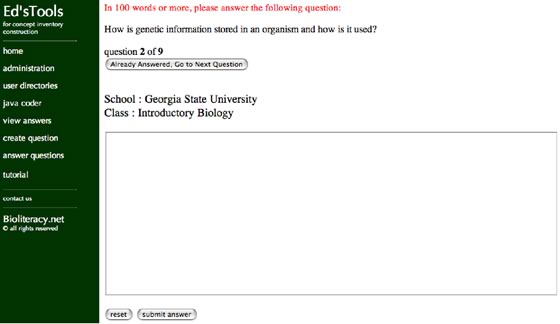 Ed'sTools
for concept inventory
construction
home
administration
user directories
java coder
view answers
create question
answer questions
tutorial
contact us
Bioliteracy.net
© all rights reserved
In 100 words or more, please answer the following question:
How is genetic information stored in an organism and how is it used?
question 2 of 9
Already Answered, Go to Next Question
School : Georgia State University
Class : Introductory Biology
reset submit answer